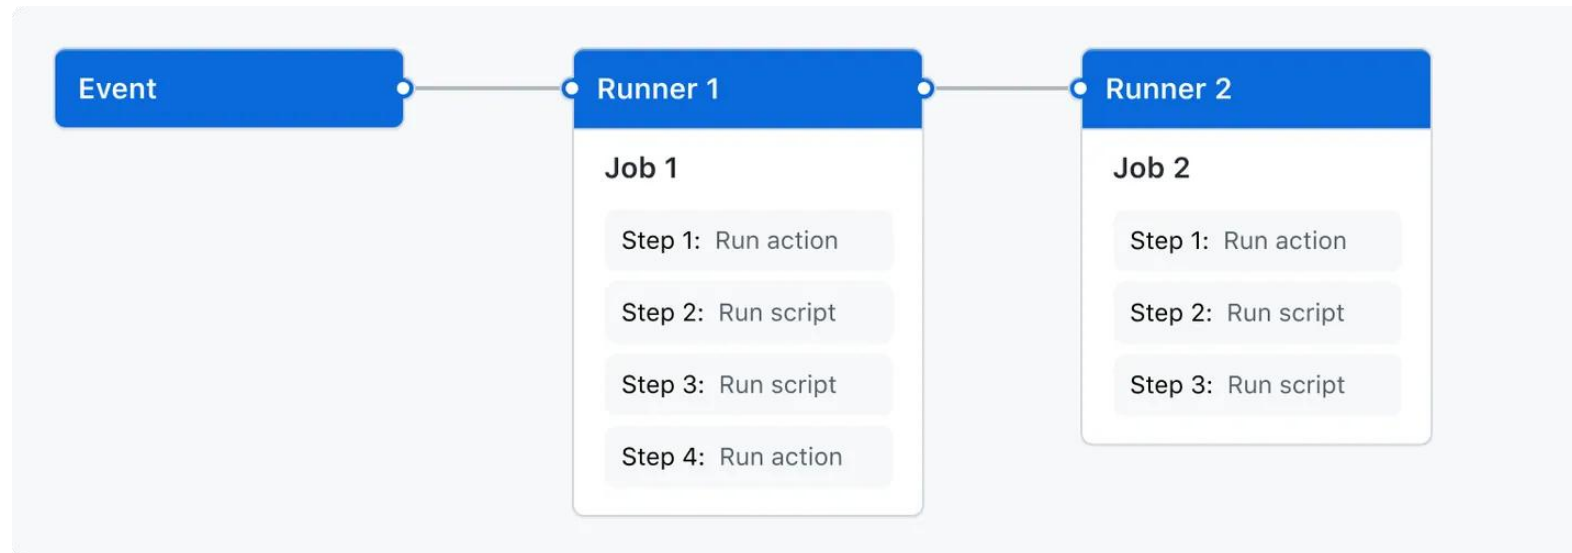 Event
Runner 1
Job 1
Step 1: Run action
Step 2: Run script
Step 3: Run script
Step 4: Run action
Runner 2
Job 2
Step 1: Run action
Step 2: Run script
Step 3: Run script